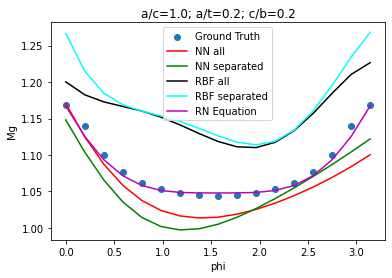 a/c=1.0; a/t=0.2; c/b=0.2
Ground Truth
NN all
NN separated
RBF all
RBF separated
RN Equation
Mg
1.25
1.20
1.15
1.10
1.05
1.00
0.0 0.5 1.0 1.5 2.0 2.5 3.0
phi